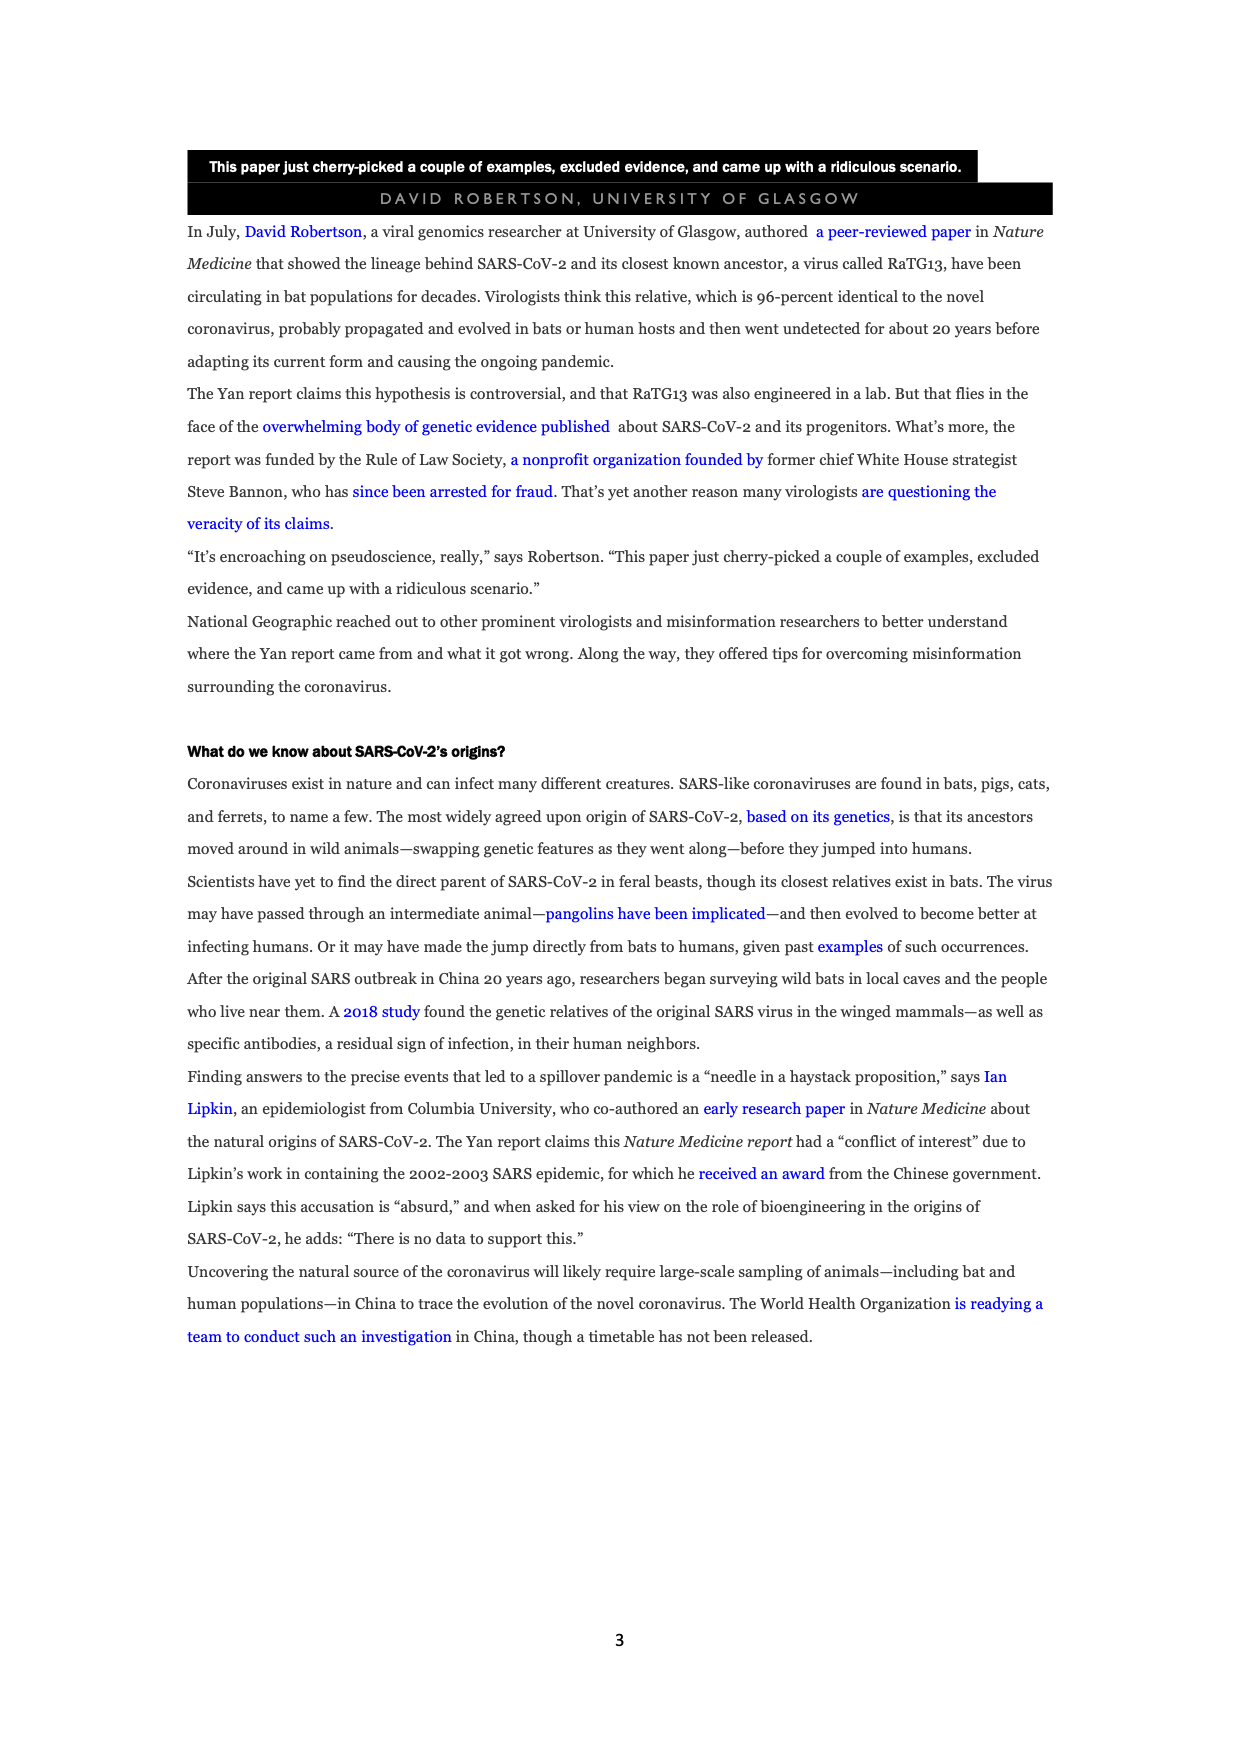 This paper just cherry-picked a couple of examples, excluded evidence, and came up with a ridiculous scenario.
DAVID ROBERTSON, UNIVERSITY OF GLASGOW
In July, David Robertson, a viral genomics researcher at University of Glasgow, authored a peer-reviewed paper in Nature
Medicine that showed the lineage behind SARS-CoV-2 and its closest known ancestor, a virus called RaTG13, have been
circulating in bat populations for decades. Virologists think this relative, which is 96-percent identical to the novel
coronavirus, probably propagated and evolved in bats or human hosts and then went undetected for about 20 years before
adapting its current form and causing the ongoing pandemic.
The Yan report claims this hypothesis is controversial, and that RaTG13 was also engineered in a lab. But that flies in the
face of the overwhelming body of genetic evidence published about SARS-CoV-2 and its progenitors. What’s more, the
report was funded by the Rule of Law Society, a nonprofit organization founded by former chief White House strategist
Steve Bannon, who has since been arrested for fraud. That’s yet another reason many virologists are questioning the
veracity of its claims.
“It’s encroaching on pseudoscience, really,” says Robertson. “This paper just cherry-picked a couple of examples, excluded
evidence, and came up with a ridiculous scenario.”
National Geographic reached out to other prominent virologists and misinformation researchers to better understand
where the Yan report came from and what it got wrong. Along the way, they offered tips for overcoming misinformation
surrounding the coronavirus.
What do we know about SARS-CoV-2’s origins?
Coronaviruses exist in nature and can infect many different creatures. SARS-like coronaviruses are found in bats, pigs, cats,
and ferrets, to name a few. The most widely agreed upon origin of SARS-CoV-2, based on its genetics, is that its ancestors
moved around in wild animals—swapping genetic features as they went along—before they jumped into humans.
Scientists have yet to find the direct parent of SARS-CoV-2 in feral beasts, though its closest relatives exist in bats. The virus
may have passed through an intermediate animal—pangolins have been implicated—and then evolved to become better at
infecting humans. Or it may have made the jump directly from bats to humans, given past examples of such occurrences.
After the original SARS outbreak in China 20 years ago, researchers began surveying wild bats in local caves and the people
who live near them. A 2018 study found the genetic relatives of the original SARS virus in the winged mammals—as well as
specific antibodies, a residual sign of infection, in their human neighbors.
Finding answers to the precise events that led to a spillover pandemic is a “needle in a haystack proposition,” says Ian
Lipkin, an epidemiologist from Columbia University, who co-authored an early research paper in Nature Medicine about
the natural origins of SARS-CoV-2. The Yan report claims this Nature Medicine report had a “conflict of interest” due to
Lipkin’s work in containing the 2002-2003 SARS epidemic, for which he received an award from the Chinese government.
Lipkin says this accusation is “absurd,” and when asked for his view on the role of bioengineering in the origins of
SARS-CoV-2, he adds: “There is no data to support this.”
Uncovering the natural source of the coronavirus will likely require large-scale sampling of animals—including bat and
human populations—in China to trace the evolution of the novel coronavirus. The World Health Organization is readying a
team to conduct such an investigation in China, though a timetable has not been released.
3